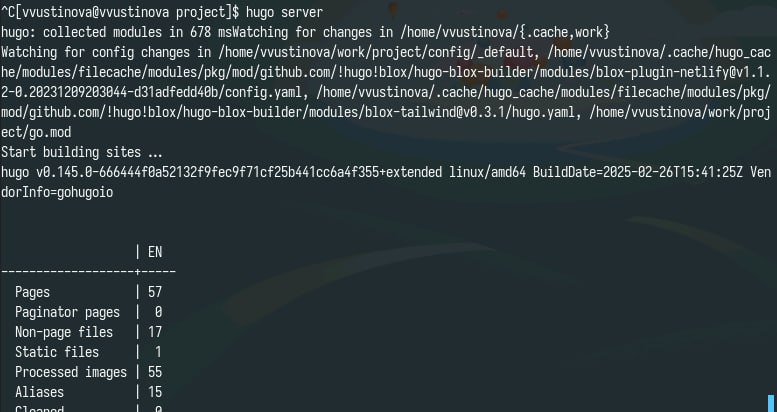 ^C[vvustinova@vvustinova project]$ hugo server
hugo: collected modules in 678 msWatching for changes in /home/vvustinova/{.cache,work}
Watching for config changes in /home/vvustinova/work/project/config/_default, /home/vvustinova/.cache/hugo_cac
he/modules/filecache/modules/pkg/mod/github.com/!hugo!blox/hugo-blox-builder/modules/blox-plugin-netlify@v1.1.
2-0.20231209203044-d31adfedd40b/config.yaml, /home/vvustinova/.cache/hugo_cache/modules/filecache/modules/pkg/
mod/github.com/!hugo!blox/hugo-blox-builder/modules/blox-tailwind@v0.3.1/hugo.yaml, /home/vvustinova/work/proj
ect/go.mod
Start building sites …
hugo v0.145.0-666444f0a52132f9fec9f71cf25b441cc6a4f355+extended linux/amd64 BuildDate=2025-02-26T15:41:25Z Ven
dorInfo=gohugoio
                   | EN
-------------------+-----
  Pages            | 57
  Paginator pages  |  0
  Non-page files   | 17
  Static files     |  1
  Processed images | 55
  Aliases          | 15
  Cleaned          |  0